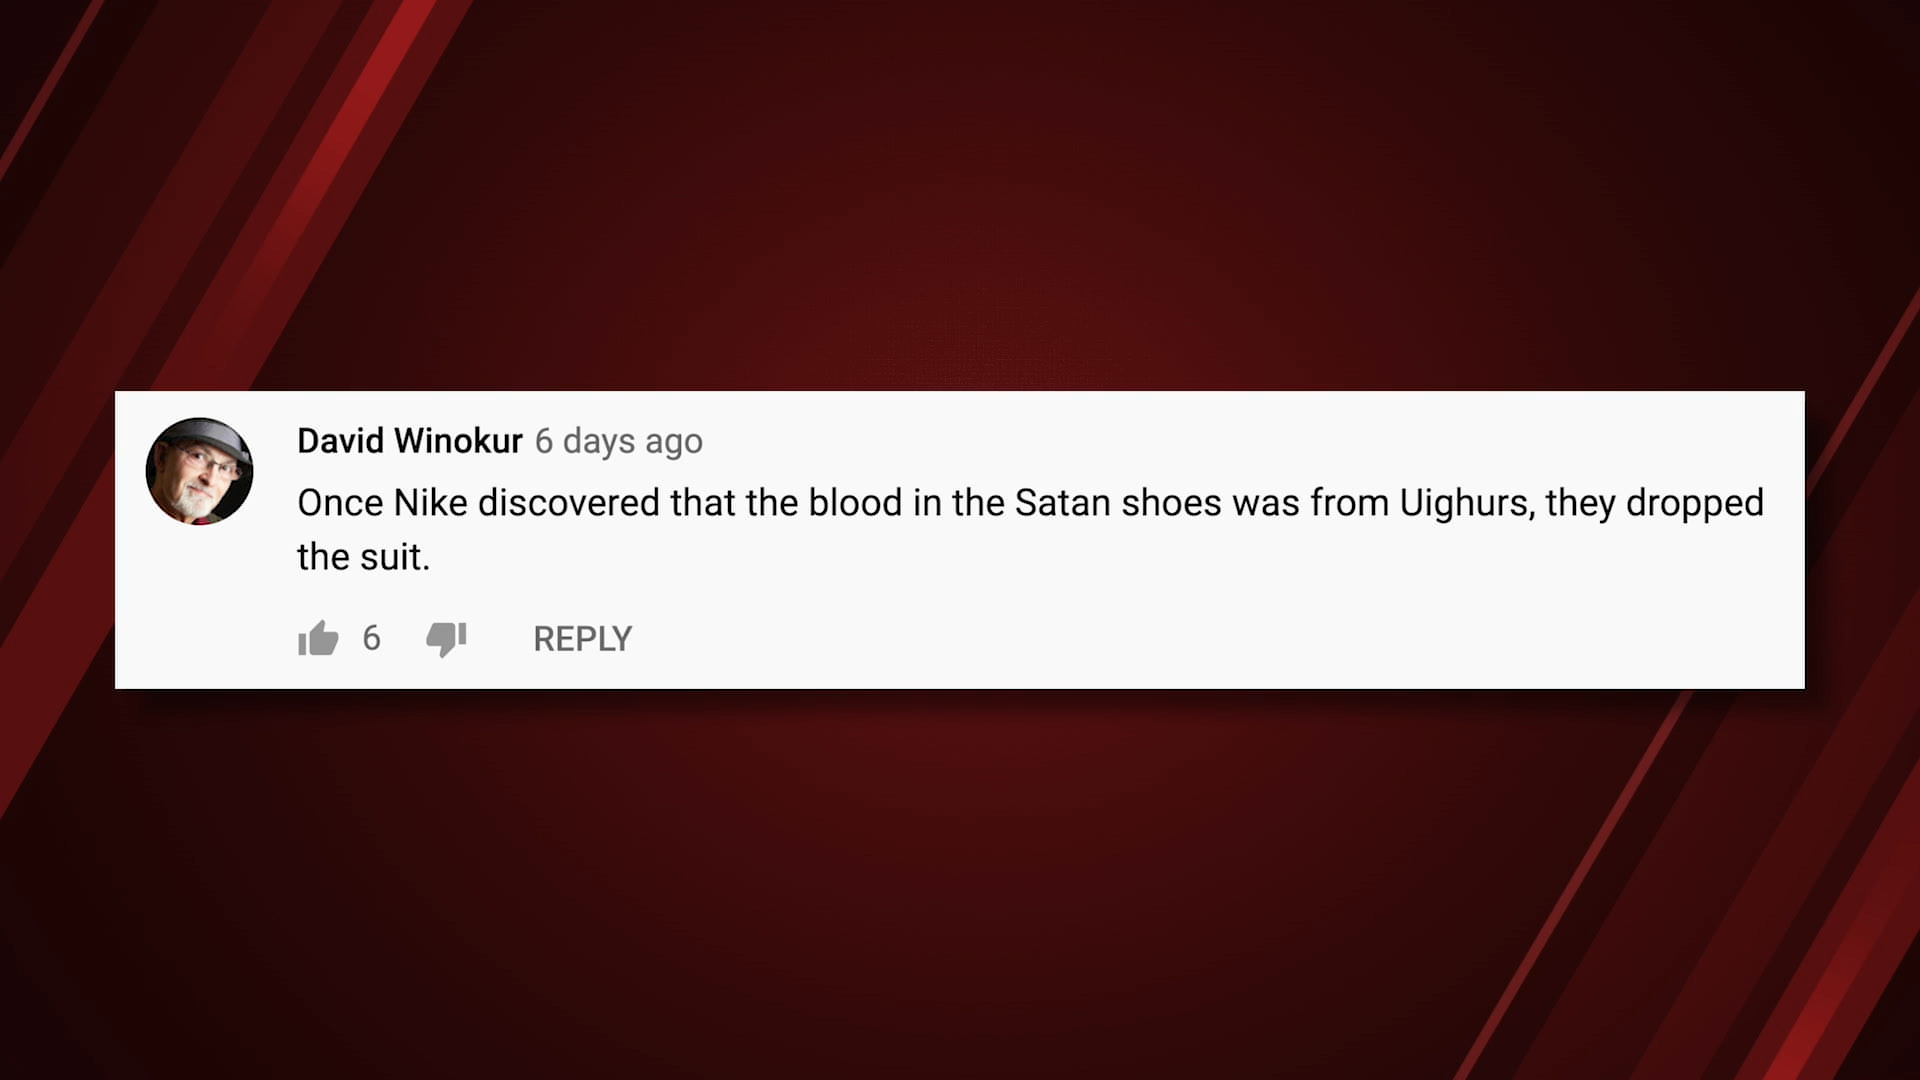 David Winokur 6 days ago
Once Nike discovered that the blood in the Satan shoes was from Uighurs, they dropped
the suit.
6 REPLY